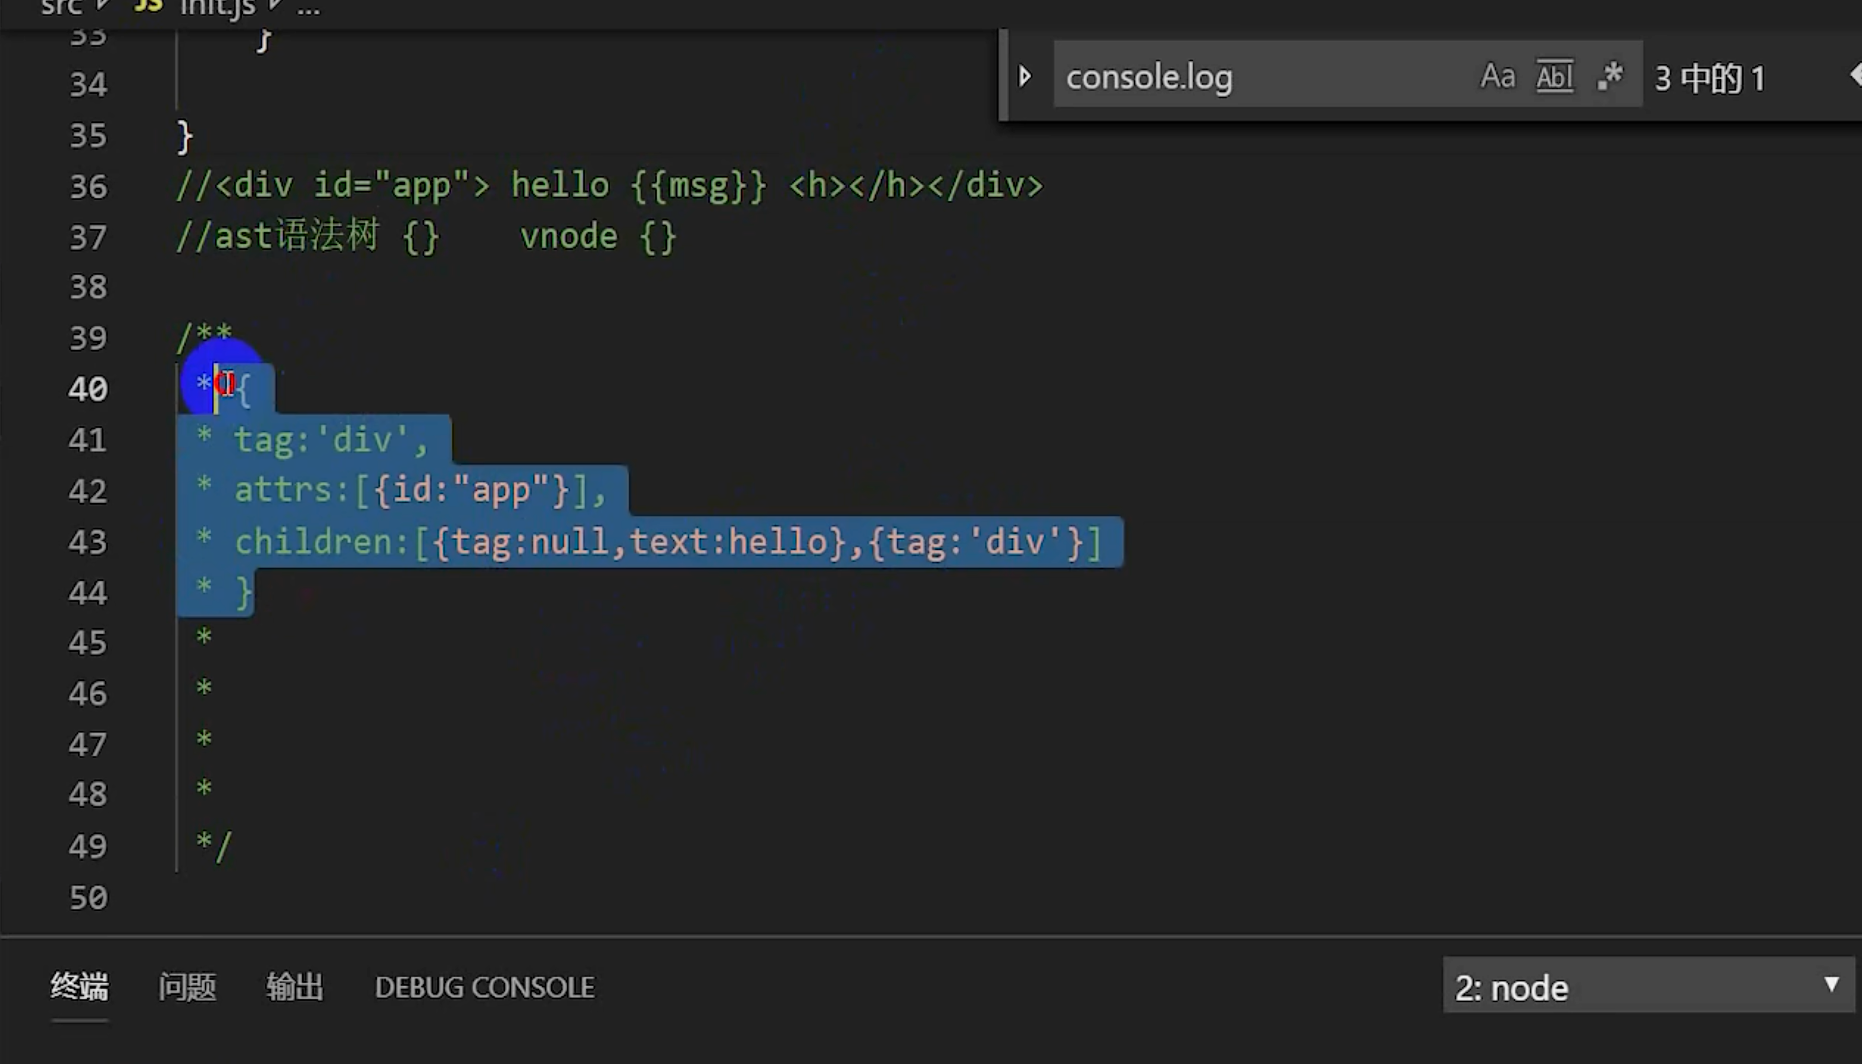 src JS init.js ...
33 }
console.log Aa Abl .* 3 中的 1
34
35 }
36 //<div id="app"> hello {{msg}} <h></h></div>
37 //ast语法树 {} vnode {}
38
39 /**
40 * {
41 * tag:'div',
42 * attrs:[{id:"app"}],
43 * children:[{tag:null,text:hello},{tag:'div'}]
44 * }
45 *
46 *
47 *
48 *
49 */
50
终端 问题 输出 DEBUG CONSOLE 2: node